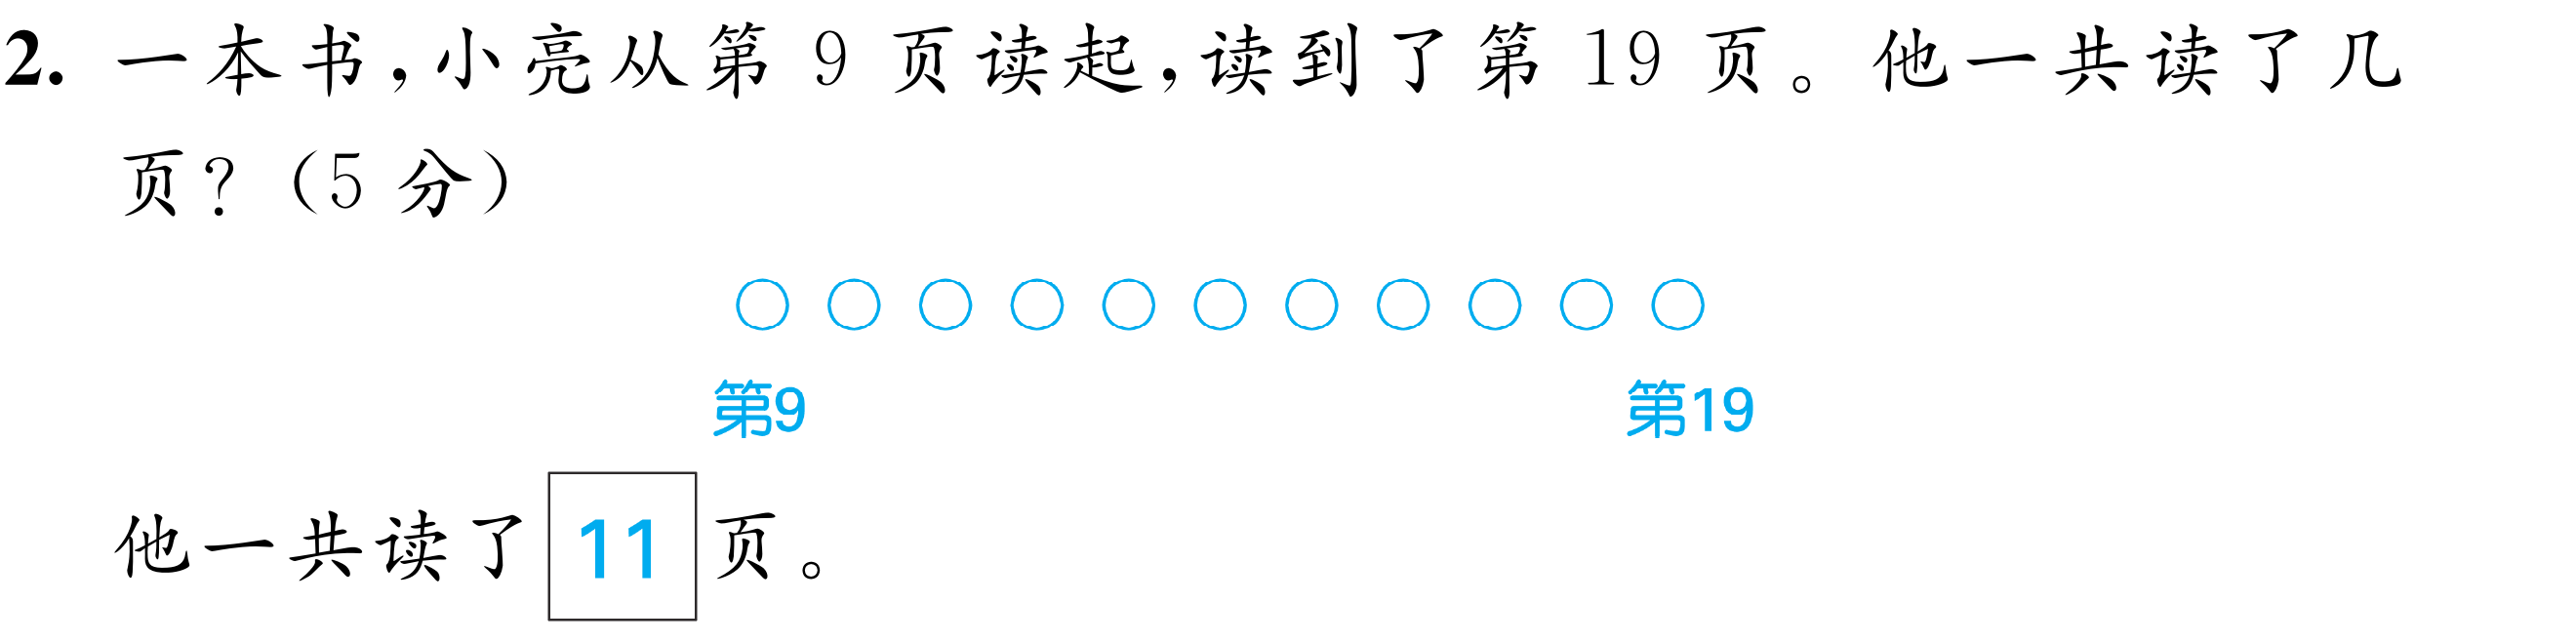 2. 一本书,小亮从第 9 页读起,读到了第 19 页。他一共读了几
页?(5 分)
第9 第19
他一共读了 11 页。